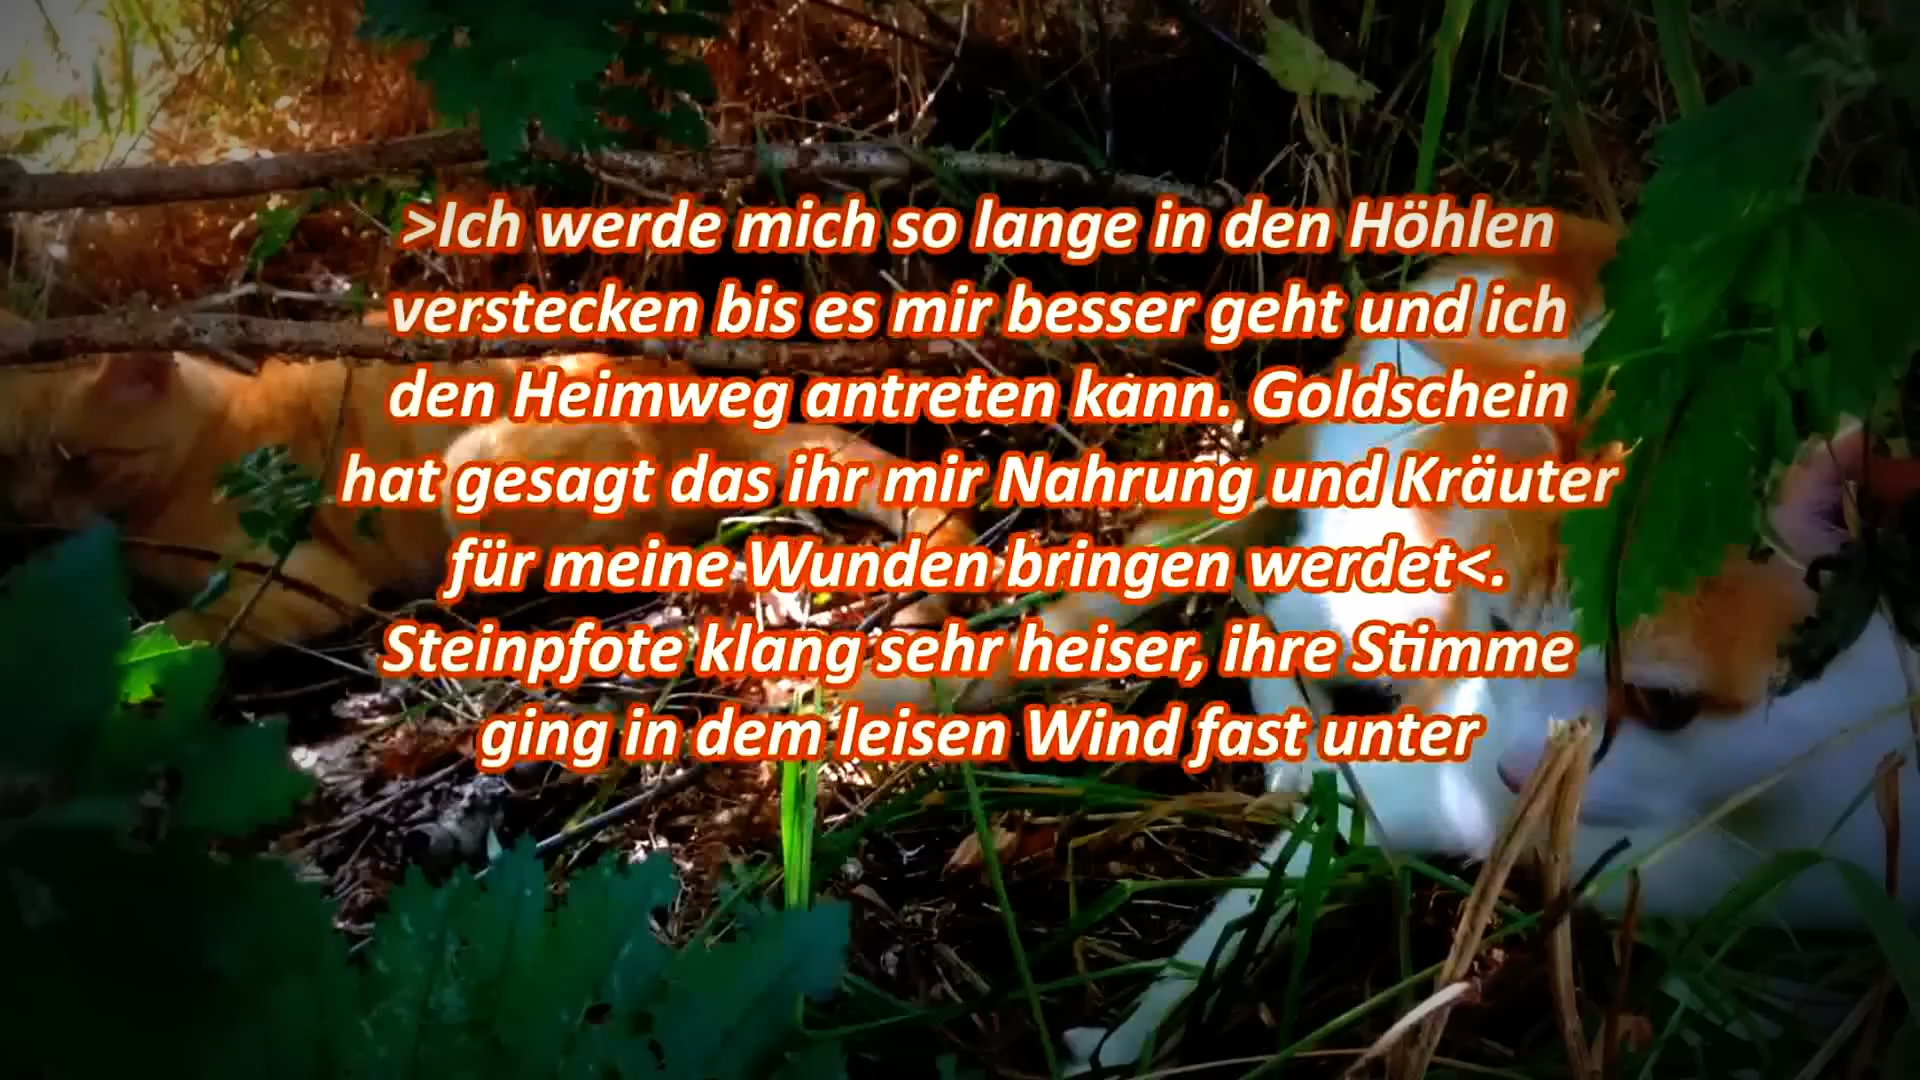 >Ich werde mich so lange in den Höhlen
verstecken bis es mir besser geht und ich
den Heimweg antreten kann. Goldschein
hat gesagt das ihr mir Nahrung und Kräuter
für meine Wunden bringen werdet<.
Steinpfote klang sehr heiser, ihre Stimme
ging in dem leisen Wind fast unter